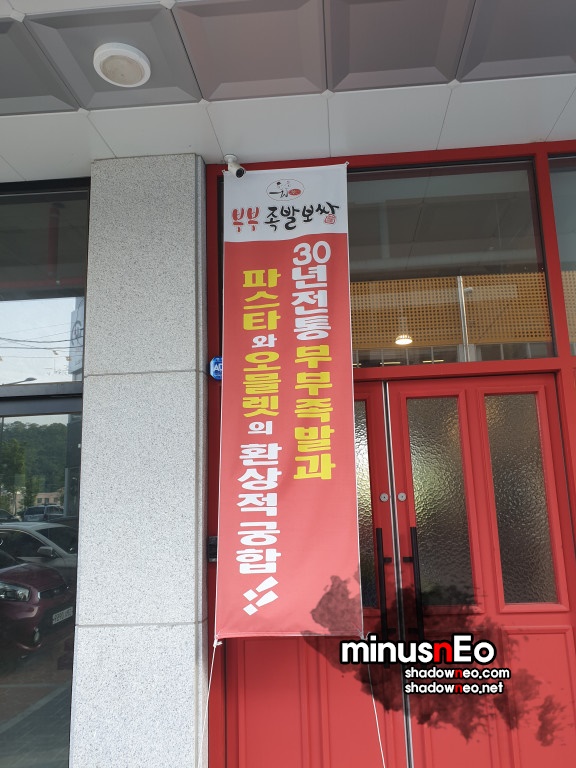 부부 족발보쌈
30년전통 부부족발과
파스타와 오믈렛의 환상적궁합!!
minusnEo
shadowneo.com
shadowneo.net